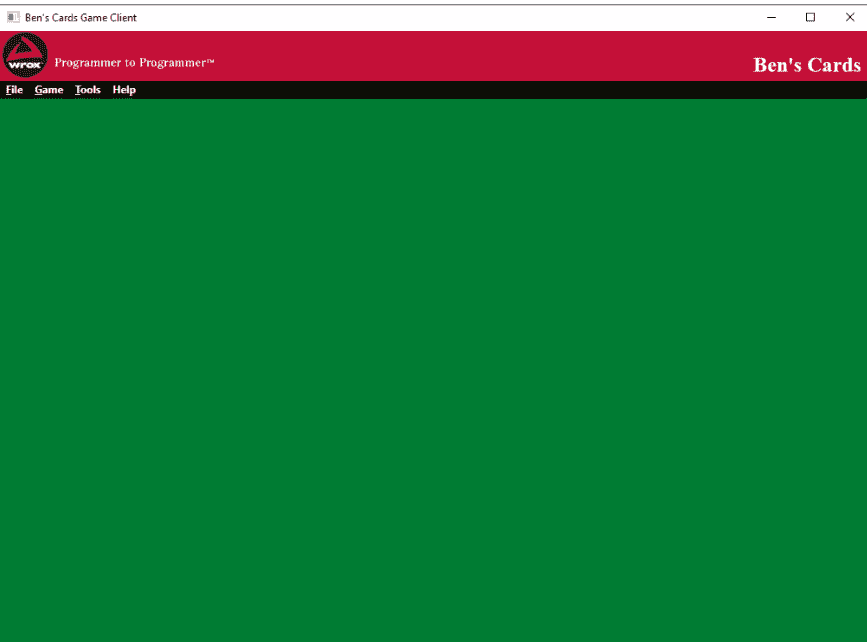 Ben's Cards Game Client
wrox Programmer to Programmer™
Ben's Cards
File Game Tools Help